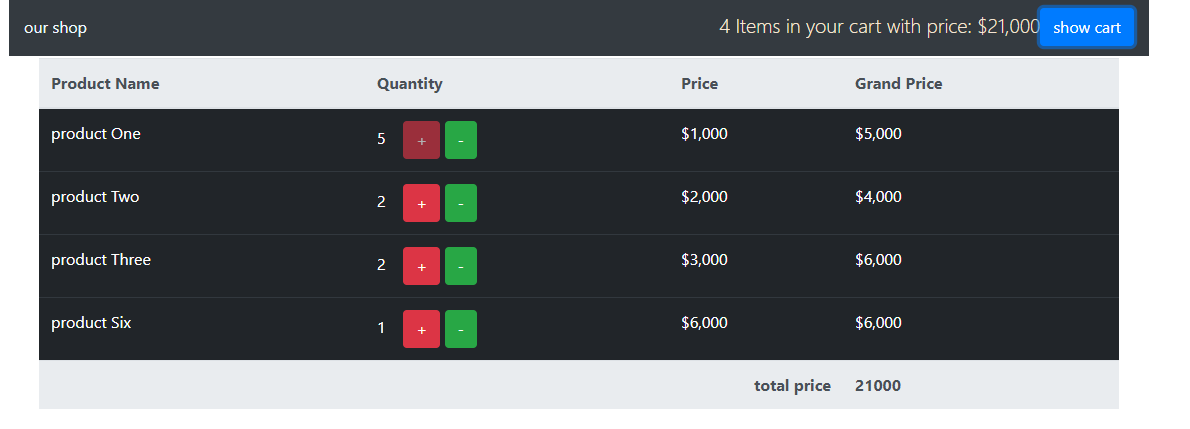 our shop 4 Items in your cart with price: $21,000 show cart
Product Name Quantity Price Grand Price
product One 5 + - $1,000 $5,000
product Two 2 + - $2,000 $4,000
product Three 2 + - $3,000 $6,000
product Six 1 + - $6,000 $6,000
total price 21000